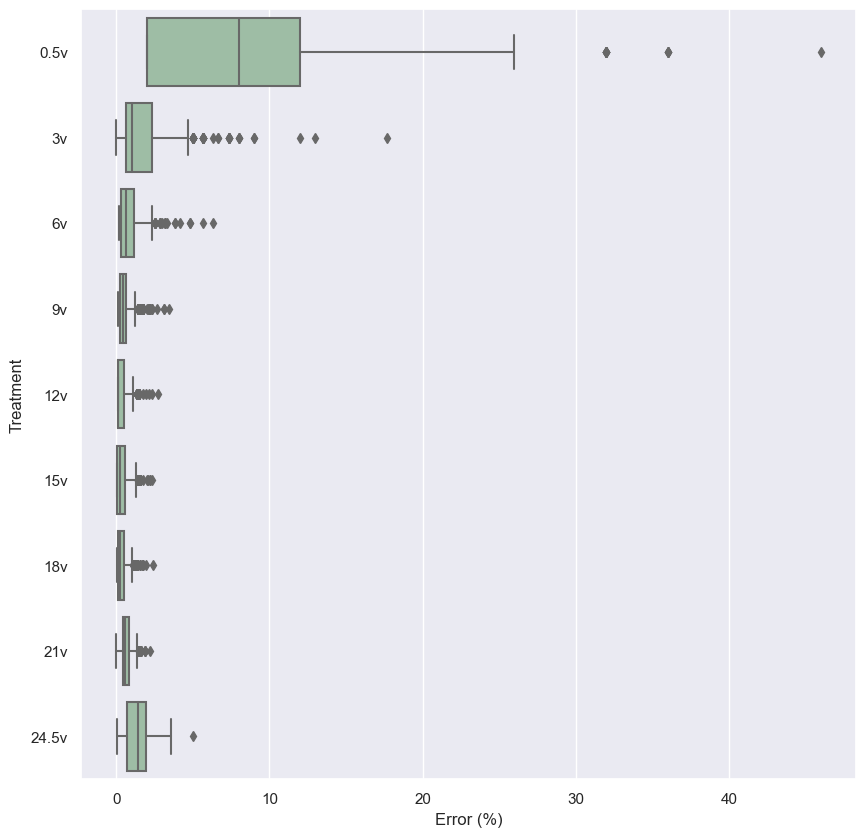 0.5v
3v
6v
9v
12v
15v
18v
21v
24.5v
Treatment
0 10 20 30 40
Error (%)